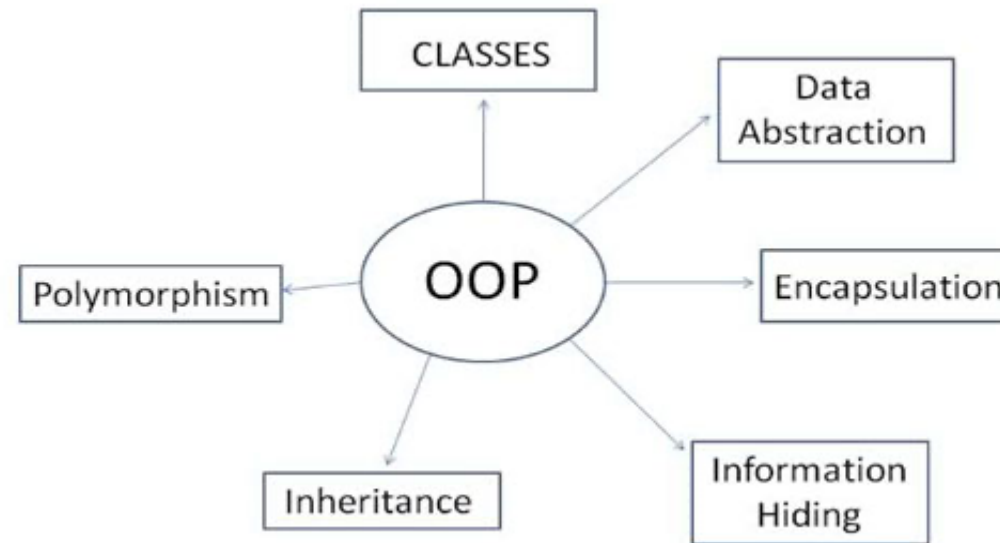 CLASSES
Data
Abstraction
OOP
Polymorphism
Encapsulation
Inheritance
Information
Hiding